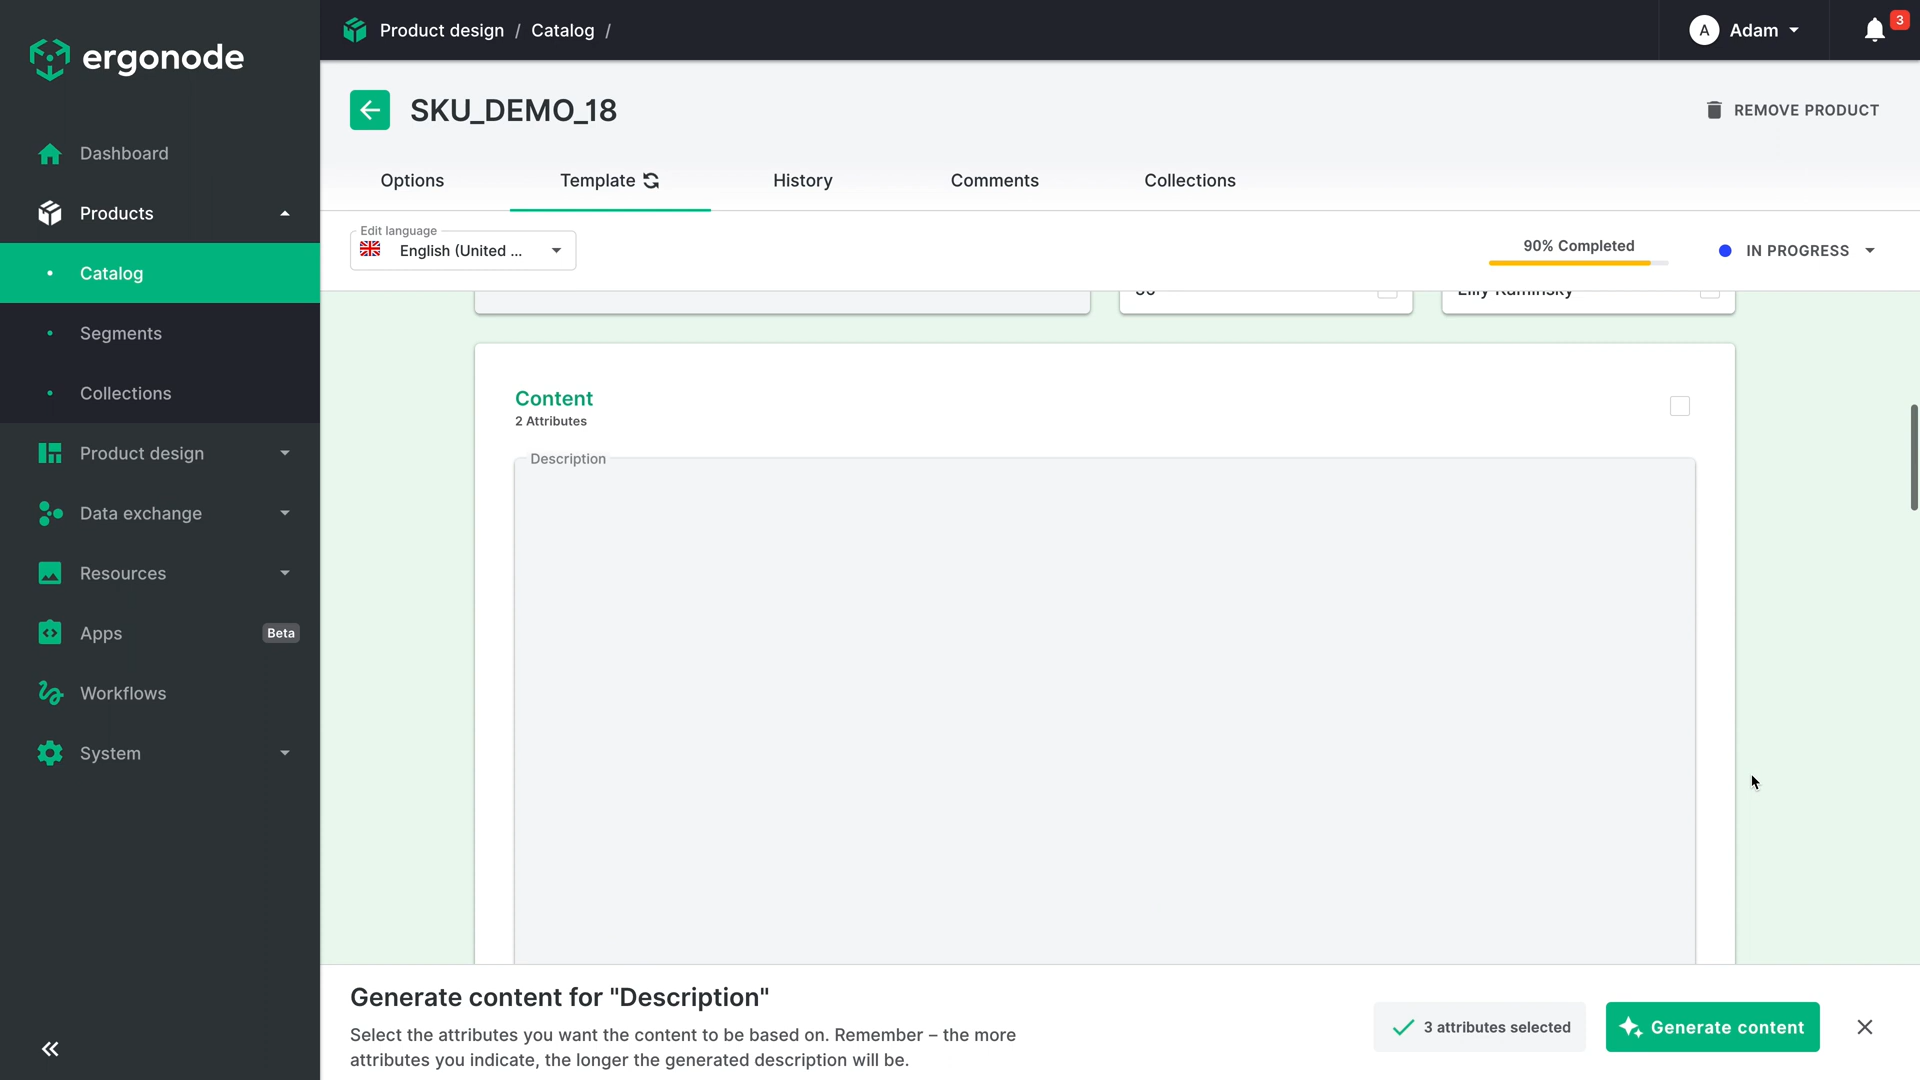 ergonode
Product design / Catalog /
A Adam
3
SKU_DEMO_18
REMOVE PRODUCT
Options
Template
History
Comments
Collections
Edit language
English (United ...
90% Completed
IN PROGRESS
Dashboard
Products
Catalog
Segments
Collections
Product design
Data exchange
Resources
Apps
Beta
Workflows
System
Lilly Kaminsky
Content
2 Attributes
Description
Generate content for "Description"
Select the attributes you want the content to be based on. Remember – the more
attributes you indicate, the longer the generated description will be.
3 attributes selected
Generate content